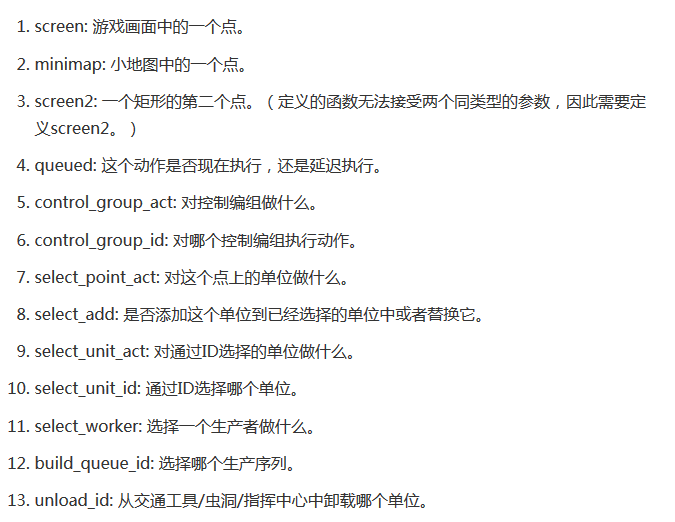 1. screen: 游戏画面中的一个点。
2. minimap: 小地图中的一个点。
3. screen2: 一个矩形的第二个点。（定义的函数无法接受两个同类型的参数，因此需要定
义screen2。）
4. queued: 这个动作是否现在执行，还是延迟执行。
5. control_group_act: 对控制编组做什么。
6. control_group_id: 对哪个控制编组执行动作。
7. select_point_act: 对这个点上的单位做什么。
8. select_add: 是否添加这个单位到已经选择的单位中或者替换它。
9. select_unit_act: 对通过ID选择的单位做什么。
10. select_unit_id: 通过ID选择哪个单位。
11. select_worker: 选择一个生产者做什么。
12. build_queue_id: 选择哪个生产序列。
13. unload_id: 从交通工具/虫洞/指挥中心中卸载哪个单位。